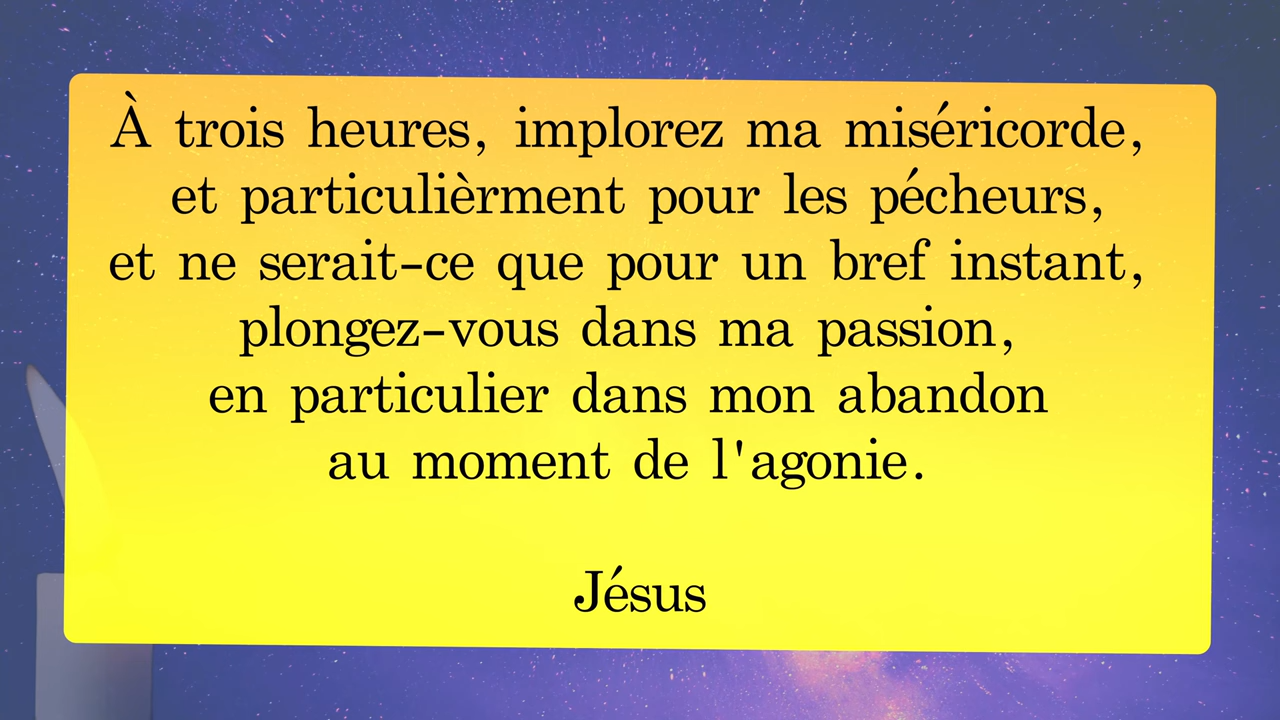 À trois heures, implorez ma miséricorde,
et particulièrment pour les pécheurs,
et ne serait-ce que pour un bref instant,
plongez-vous dans ma passion,
en particulier dans mon abandon
au moment de l'agonie.
Jésus